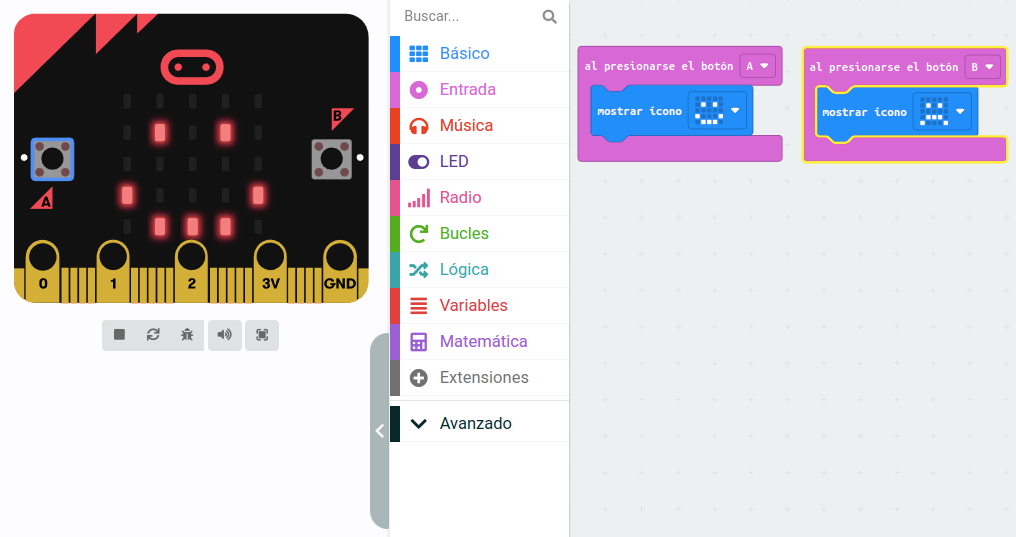 B
A
0 1 2 3V GND
Buscar...
Básico
Entrada
Música
LED
Radio
Bucles
Lógica
Variables
Matemática
Extensiones
Avanzado
al presionarse el botón A
mostrar ícono
al presionarse el botón B
mostrar ícono